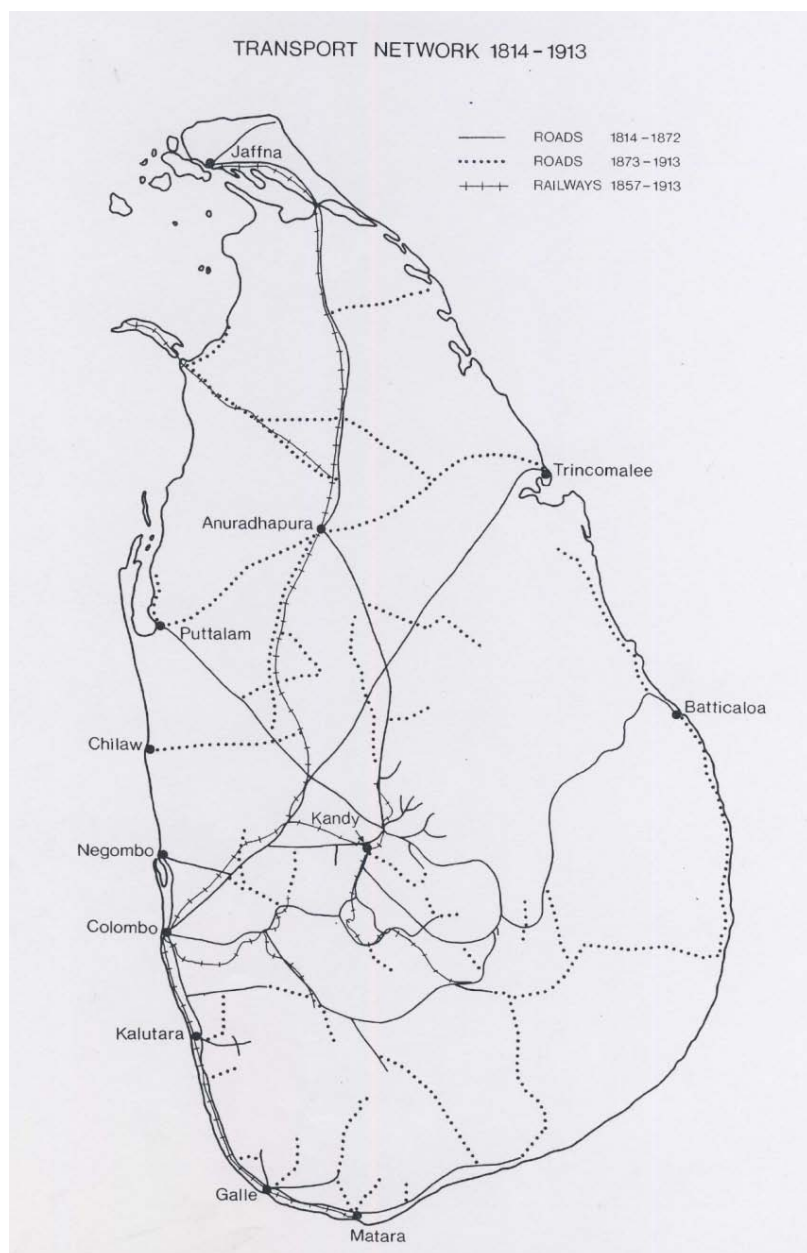 TRANSPORT NETWORK 1814-1913
ROADS 1814-1872
ROADS 1873-1913
RAILWAYS 1857-1913
Jaffna
Trincomalee
Anuradhapura
Puttalam
Batticaloa
Chilaw
Kandy
Negombo
Colombo
Kalutara
Galle
Matara